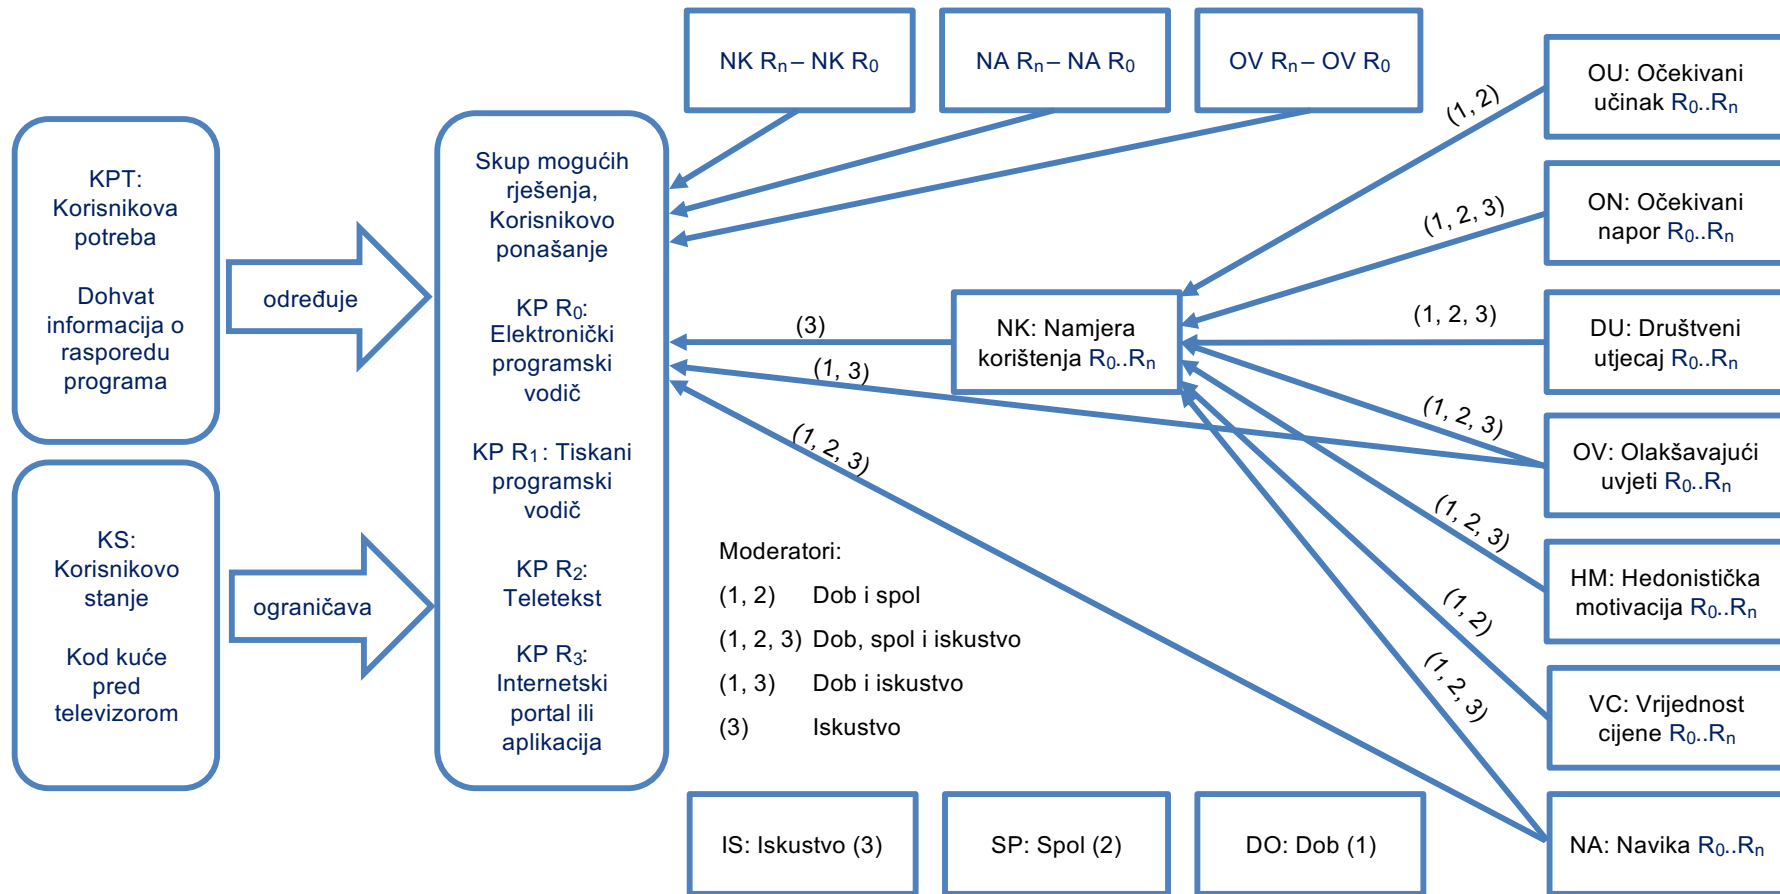 KPT:
Korisnikova
potreba
Dohvat
informacija o
rasporedu
programa
KS:
Korisnikovo
stanje
Kod kuće
pred
televizorom
određuje
ograničava
Skup mogućih
rješenja,
Korisnikovo
ponašanje
KP R0:
Elektronički
programski
vodič
KP R1: Tiskani
programski
vodič
KP R2:
Teletekst
KP R3:
Internetski
portal ili
aplikacija
NK Rn – NK R0
NA Rn – NA R0
OV Rn – OV R0
(3)
(1, 3)
(1, 2, 3)
NK: Namjera
korištenja R0..Rn
(1, 2)
(1, 2, 3)
(1, 2, 3)
(1, 2, 3)
(1, 2, 3)
(1, 2)
(1, 2, 3)
OU: Očekivani
učinak R0..Rn
ON: Očekivani
napor R0..Rn
DU: Društveni
utjecaj R0..Rn
OV: Olakšavajući
uvjeti R0..Rn
HM: Hedonistička
motivacija R0..Rn
VC: Vrijednost
cijene R0..Rn
NA: Navika R0..Rn
Moderatori:
(1, 2) Dob i spol
(1, 2, 3) Dob, spol i iskustvo
(1, 3) Dob i iskustvo
(3) Iskustvo
IS: Iskustvo (3)
SP: Spol (2)
DO: Dob (1)